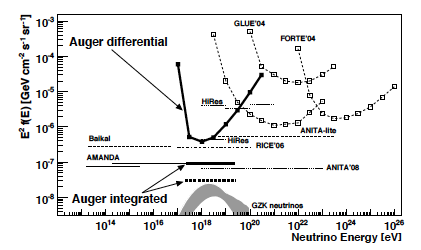 GLUE'04
FORTE'04
Auger differential
HiRes
ANITA-lite
HiRes
Baikal
RICE'06
AMANDA
ANITA'08
Auger integrated
GZK neutrinos
E² f(E) [GeV cm⁻² s⁻¹ sr⁻¹]
10⁻³
10⁻⁴
10⁻⁵
10⁻⁶
10⁻⁷
10⁻⁸
10¹⁴ 10¹⁶ 10¹⁸ 10²⁰ 10²² 10²⁴ 10²⁶
Neutrino Energy [eV]